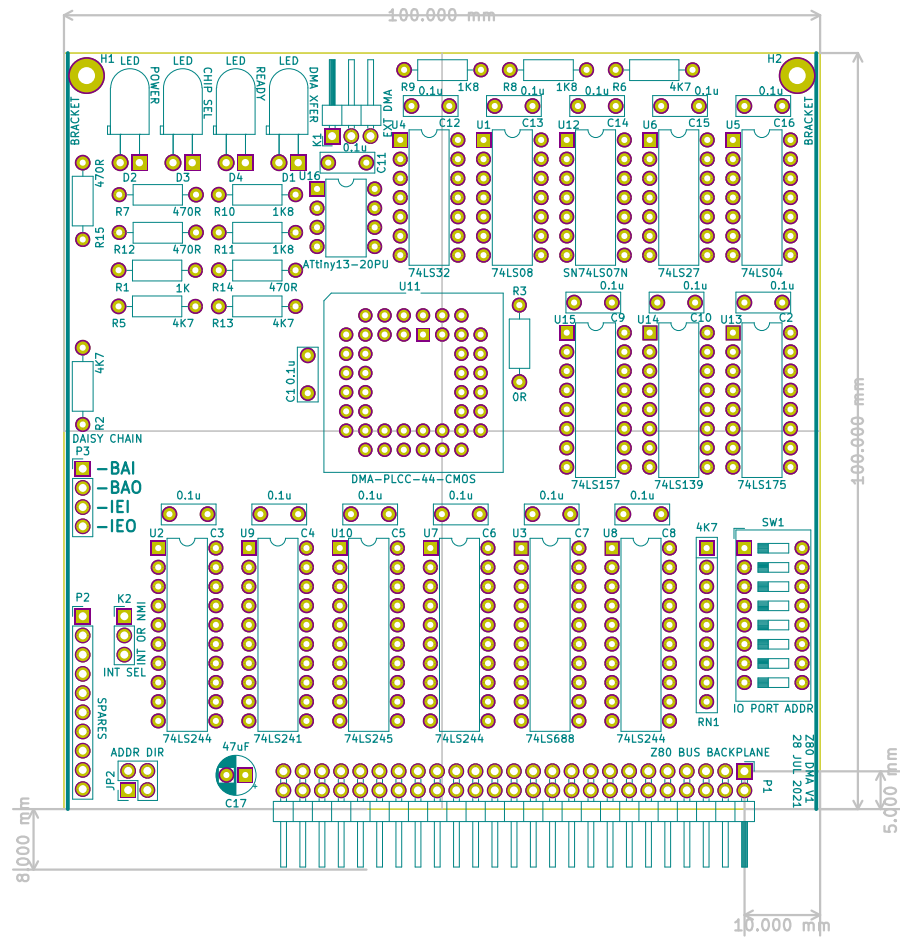 100.000 mm
H1
LED
LED
LED
LED
H2
POWER
CHIP SEL
READY
DMA XFER
EXT DMA
K1
BRACKET
BRACKET
R9
1K8
R8
1K8
R6
4K7
0.1u
0.1u
0.1u
0.1u
0.1u
U4
C12
U1
C13
U12
C14
U6
C15
U5
C16
0.1u
C11
U16
D2
D3
D4
D1
470R
R15
R7
470R
R10
1K8
R12
470R
R11
1K8
R1
1K
R14
470R
R5
4K7
R13
4K7
ATtiny13-20PU
74LS32
74LS08
SN74LS07N
74LS27
74LS04
U11
R3
0R
0.1u
0.1u
0.1u
U15
C9
U14
C10
U13
C2
C1
0.1u
4K7
R2
100.000 mm
DAISY CHAIN
P3
-BAI
-BAO
-IEI
-IEO
DMA-PLCC-44-CMOS
74LS157
74LS139
74LS175
0.1u
0.1u
0.1u
0.1u
0.1u
0.1u
U2
C3
U9
C4
U10
C5
U7
C6
U3
C7
U8
C8
4K7
SW1
P2
K2
INT OR NMI
INT SEL
SPARES
IO PORT ADDR
RN1
74LS244
74LS241
74LS245
74LS244
74LS688
74LS244
ADDR DIR
JP2
47uF
+
C17
Z80 BUS BACKPLANE
P1
Z80 DMA V1
28 JUL 2021
5.000 mm
8.000 mm
10.000 mm